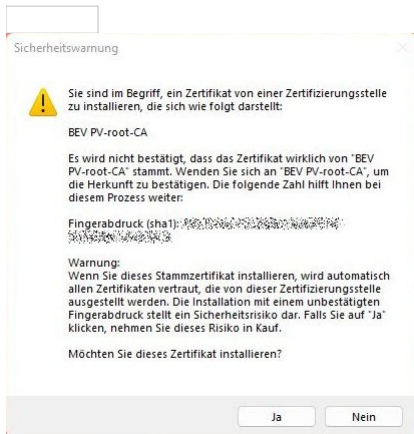 Sicherheitswarnung
Sie sind im Begriff, ein Zertifikat von einer Zertifizierungsstelle
zu installieren, die sich wie folgt darstellt:
BEV PV-root-CA
Es wird nicht bestätigt, dass das Zertifikat wirklich von "BEV
PV-root-CA" stammt. Wenden Sie sich an "BEV PV-root-CA", um
die Herkunft zu bestätigen. Die folgende Zahl hilft Ihnen bei
diesem Prozess weiter:
Fingerabdruck (sha1):
Warnung:
Wenn Sie dieses Stammzertifikat installieren, wird automatisch
allen Zertifikaten vertraut, die von dieser Zertifizierungsstelle
ausgestellt werden. Die Installation mit einem unbestätigten
Fingerabdruck stellt ein Sicherheitsrisiko dar. Falls Sie auf "Ja"
klicken, nehmen Sie dieses Risiko in Kauf.
Möchten Sie dieses Zertifikat installieren?
Ja
Nein